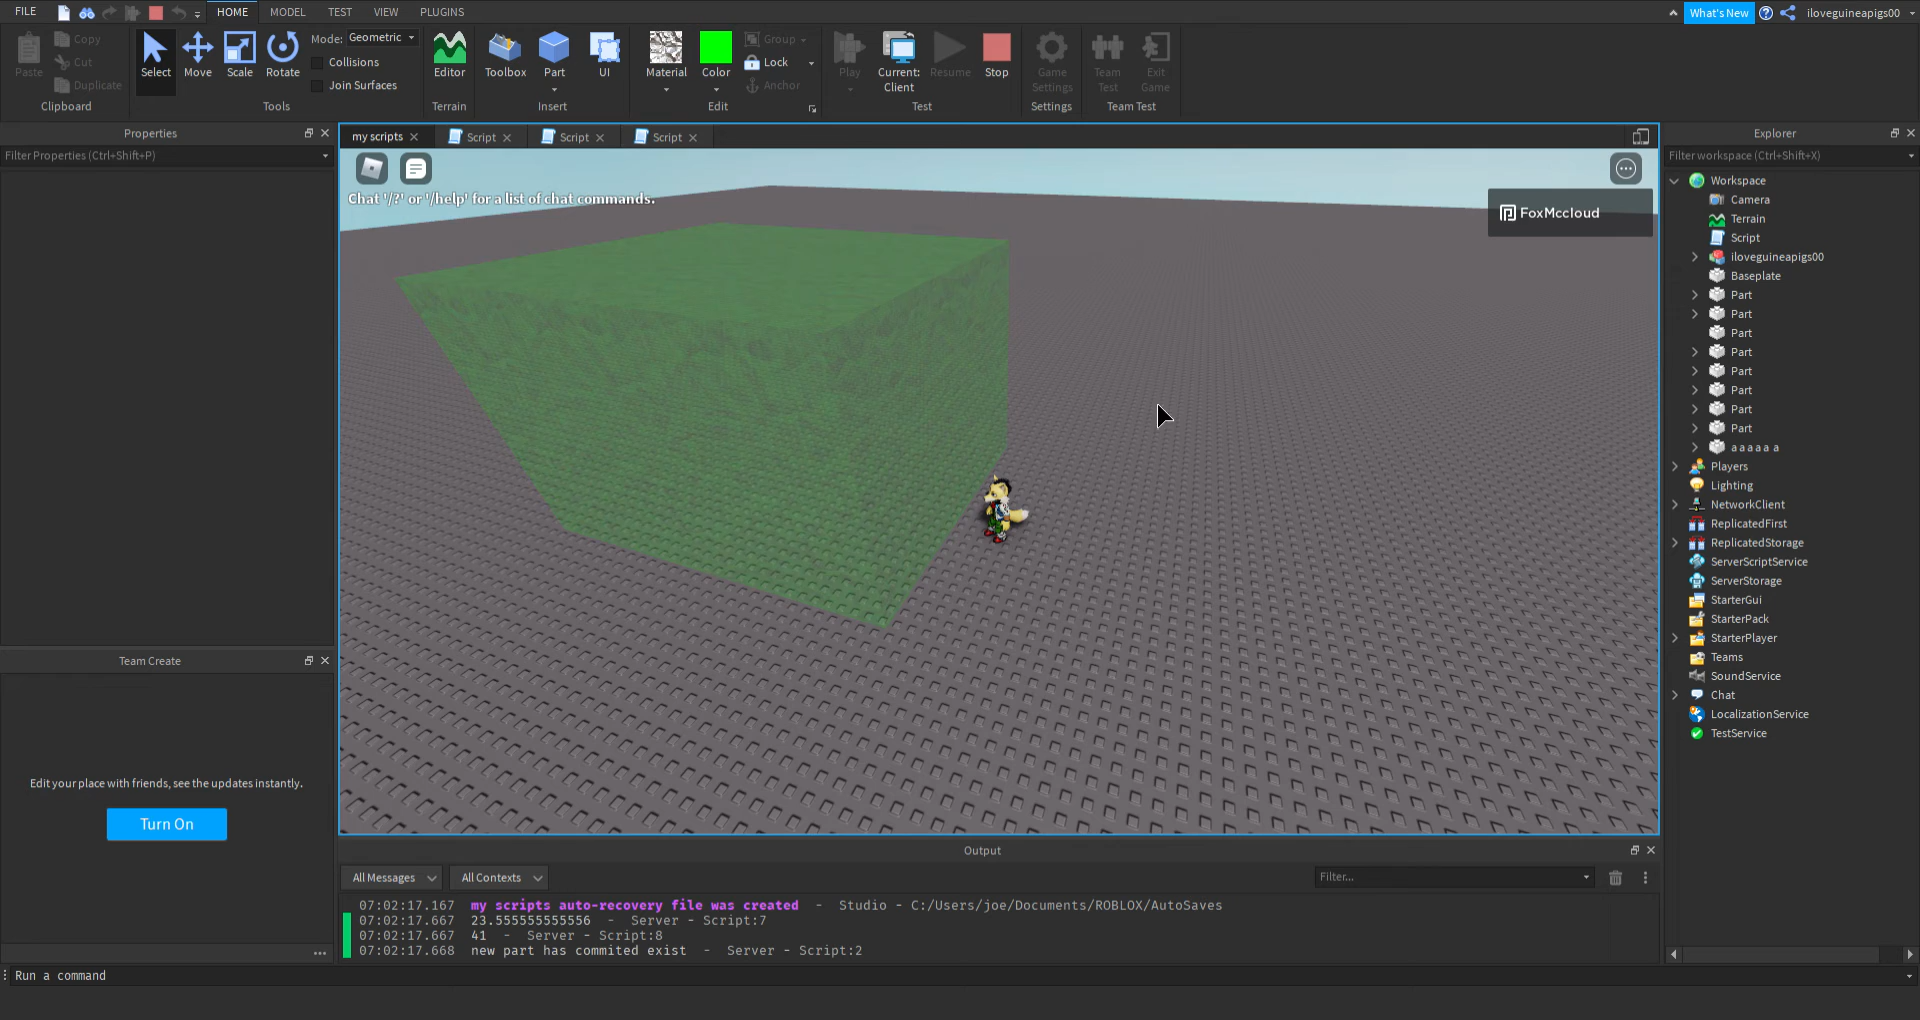 FILE HOME MODEL TEST VIEW PLUGINS What's New iloveguineapigs00
Paste Copy Cut Duplicate Clipboard
Select Move Scale Rotate Mode: Geometric Collisions Join Surfaces Tools
Editor Terrain
Toolbox Part UI Insert
Material Color Group Lock Anchor Edit
Play Current: Client Resume Stop Test
Game Settings Settings
Team Test Exit Game Team Test
Properties
Filter Properties (Ctrl+Shift+P)
Team Create
Edit your place with friends, see the updates instantly.
Turn On
my scripts Script Script Script
Chat '/?' or '/help' for a list of chat commands.
FoxMccloud
Output
All Messages All Contexts Filter...
07:02:17.167 my scripts auto-recovery file was created - Studio - C:/Users/joe/Documents/ROBLOX/AutoSaves
07:02:17.667 23.555555555556 - Server - Script:7
07:02:17.667 41 - Server - Script:8
07:02:17.668 new part has commited exist - Server - Script:2
Explorer
Filter workspace (Ctrl+Shift+X)
Workspace
Camera
Terrain
Script
iloveguineapigs00
Baseplate
Part
Part
Part
Part
Part
Part
Part
Part
a a a a a a
Players
Lighting
NetworkClient
ReplicatedFirst
ReplicatedStorage
ServerScriptService
ServerStorage
StarterGui
StarterPack
StarterPlayer
Teams
SoundService
Chat
LocalizationService
TestService
Run a command